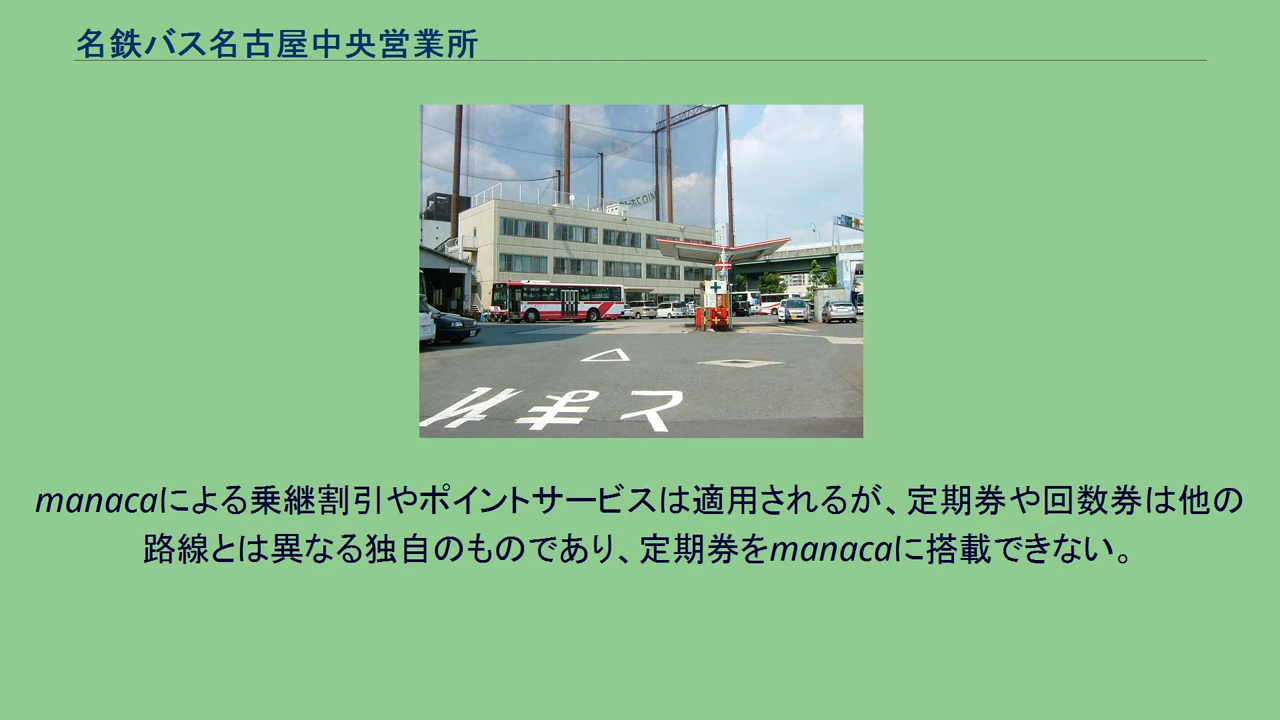 名鉄バス名古屋中央営業所
manacaによる乗継割引やポイントサービスは適用されるが、定期券や回数券は他の
路線とは異なる独自のものであり、定期券をmanacaに搭載できない。